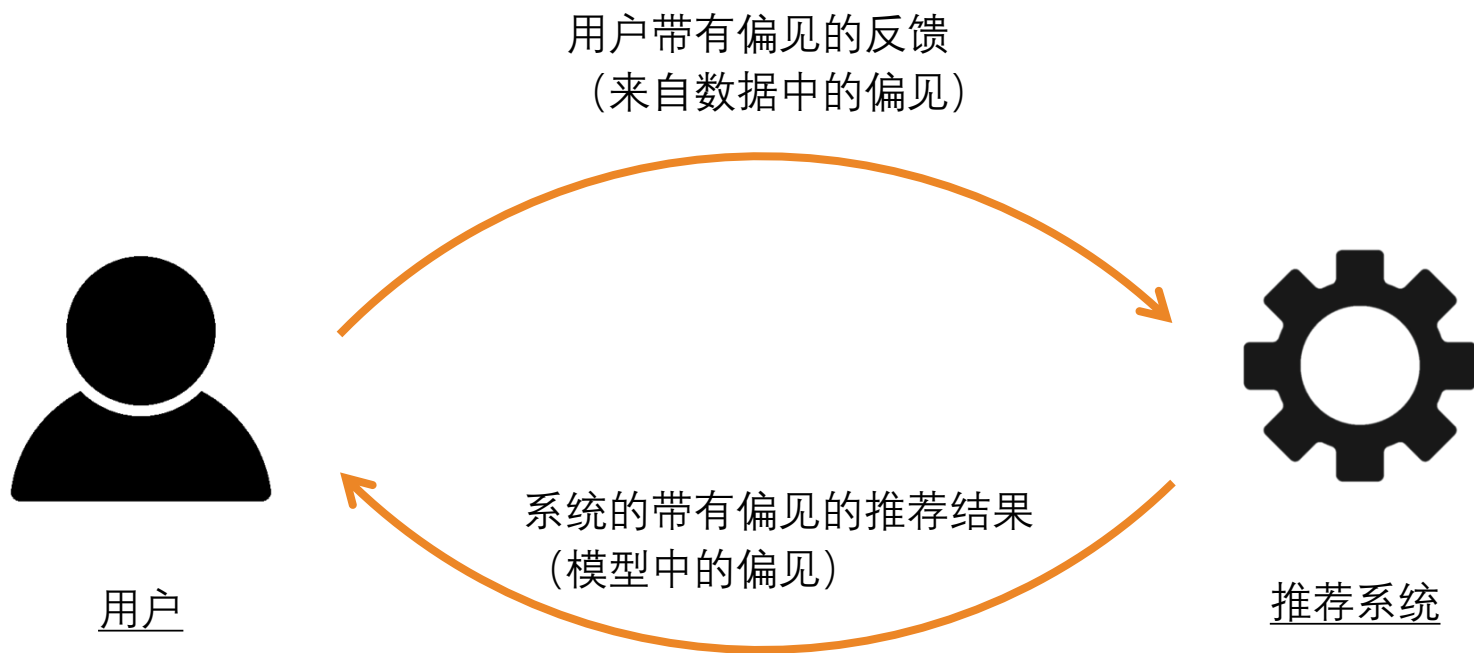 用户带有偏见的反馈
（来自数据中的偏见）
系统的带有偏见的推荐结果
（模型中的偏见）
用户
推荐系统